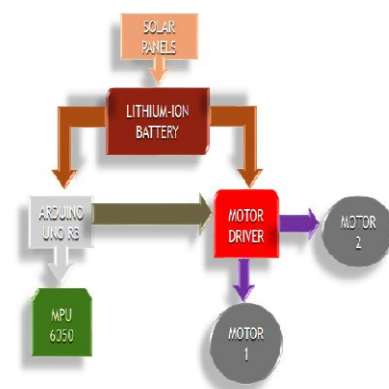 SOLAR
PANELS
LITHIUM-ION
BATTERY
ARDUINO
UNO R3
MOTOR
DRIVER
MOTOR
2
MPU
6050
MOTOR
1